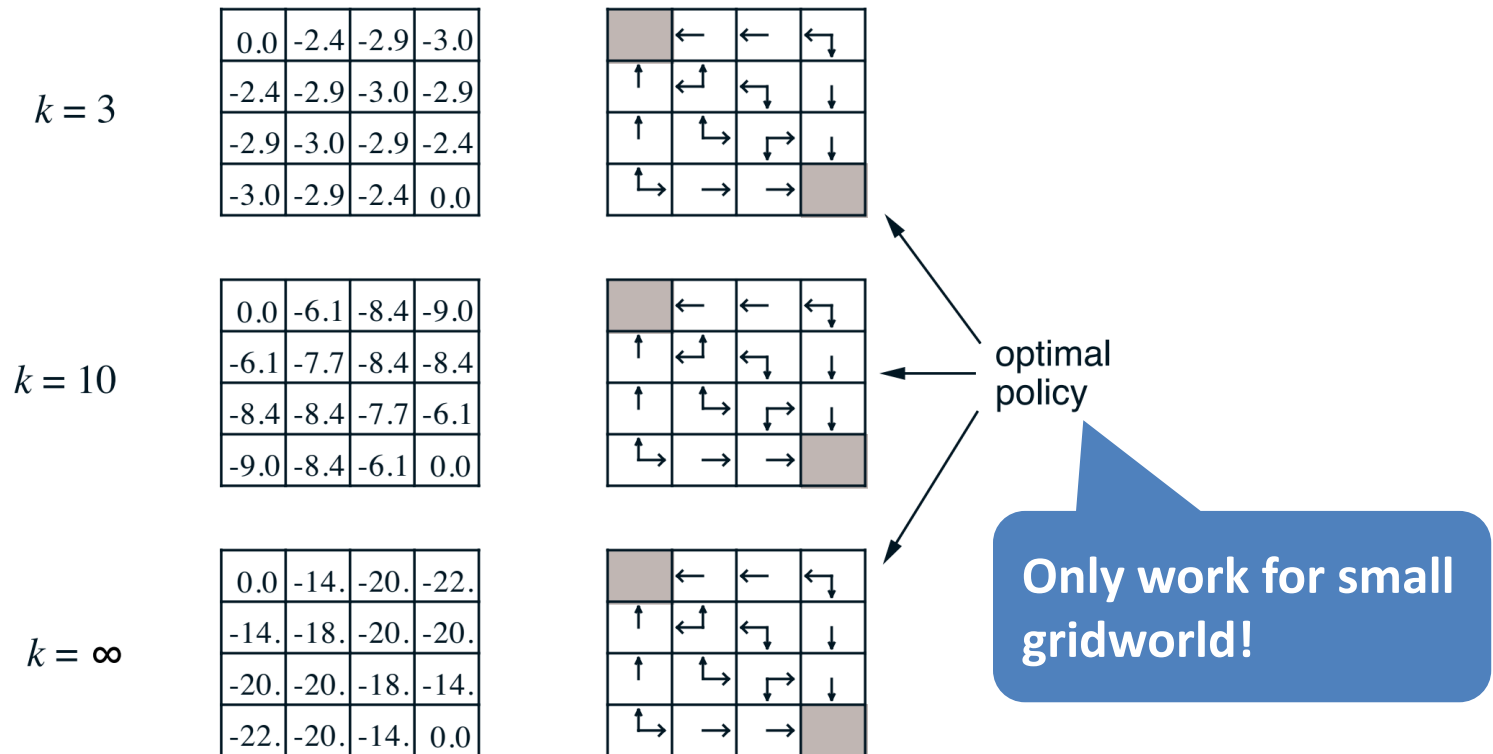 k = 3
0.0 -2.4 -2.9 -3.0
-2.4 -2.9 -3.0 -2.9
-2.9 -3.0 -2.9 -2.4
-3.0 -2.9 -2.4 0.0
k = 10
0.0 -6.1 -8.4 -9.0
-6.1 -7.7 -8.4 -8.4
-8.4 -8.4 -7.7 -6.1
-9.0 -8.4 -6.1 0.0
optimal
policy
k = ∞
0.0 -14. -20. -22.
-14. -18. -20. -20.
-20. -20. -18. -14.
-22. -20. -14. 0.0
Only work for small
gridworld!